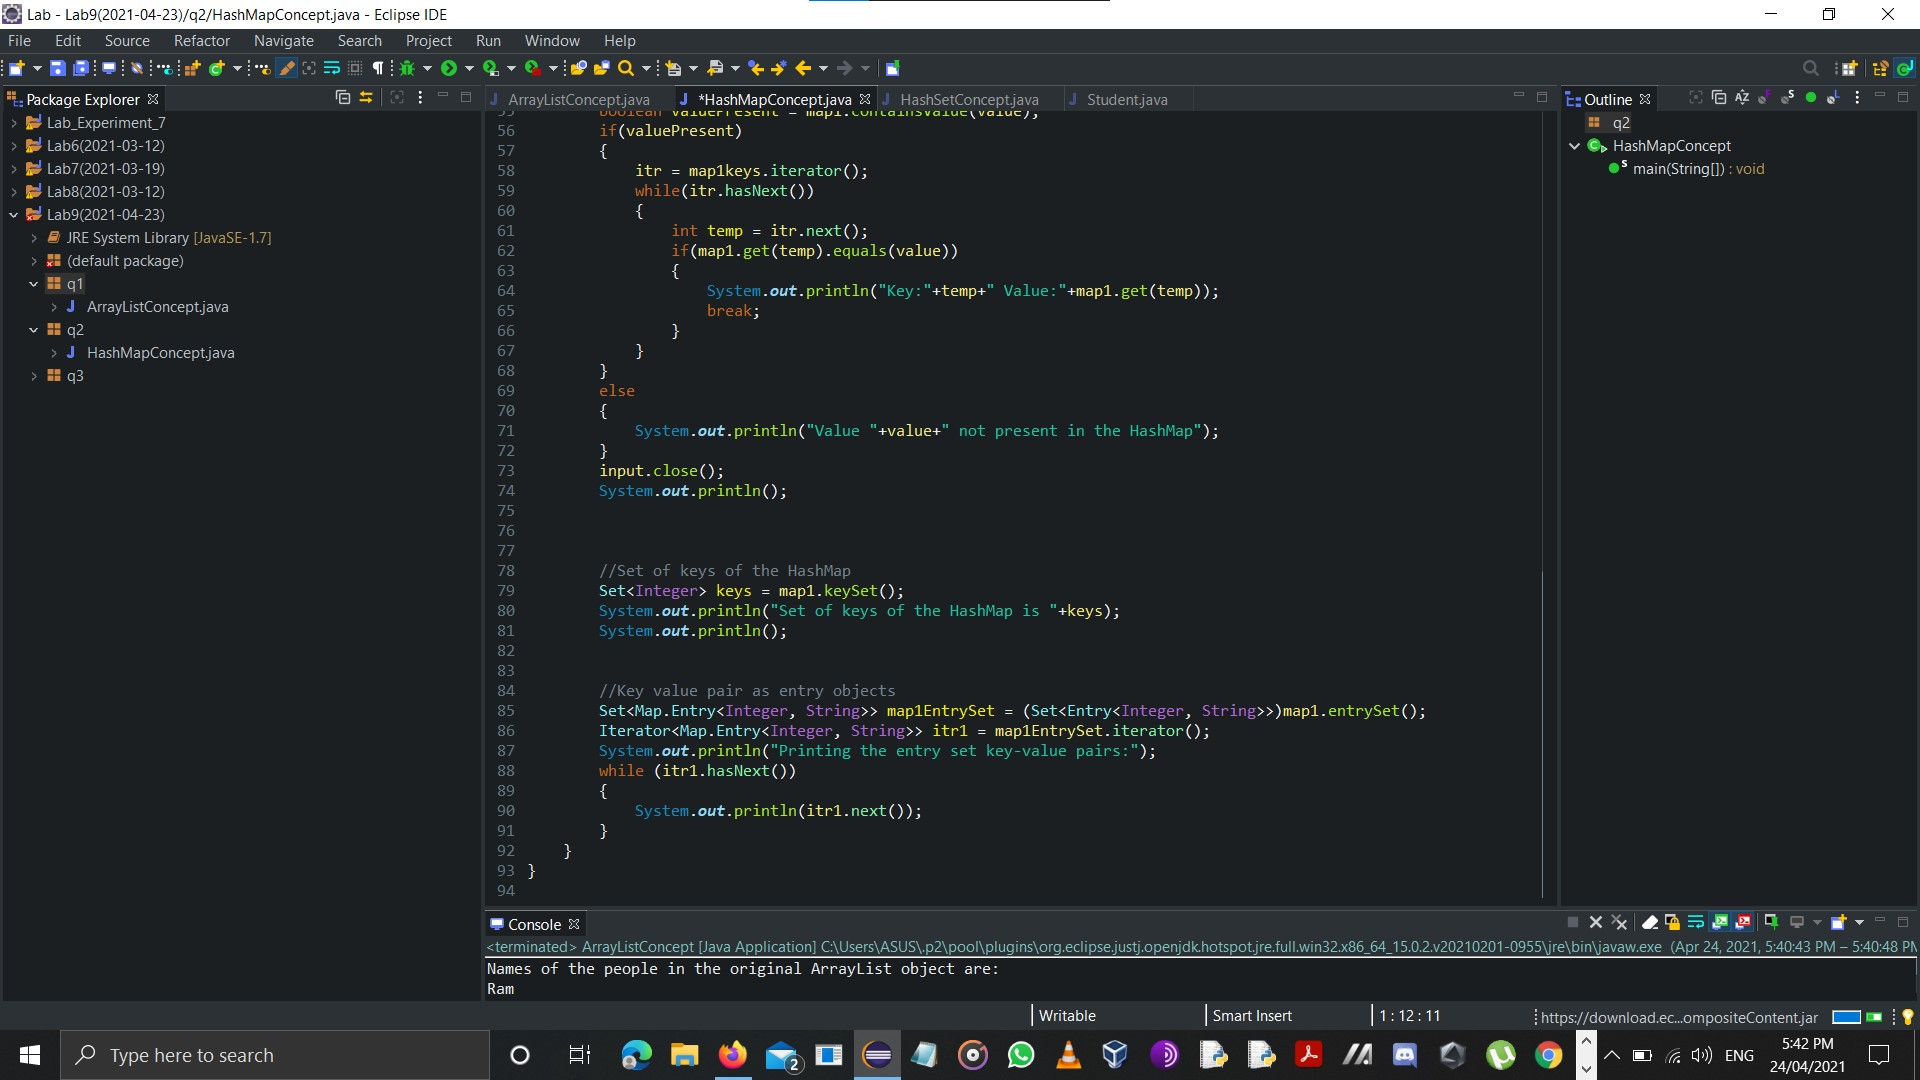 Lab - Lab9(2021-04-23)/q2/HashMapConcept.java - Eclipse IDE
File Edit Source Refactor Navigate Search Project Run Window Help
Package Explorer
Lab_Experiment_7
Lab6(2021-03-12)
Lab7(2021-03-19)
Lab8(2021-03-12)
Lab9(2021-04-23)
JRE System Library [JavaSE-1.7]
(default package)
q1
ArrayListConcept.java
q2
HashMapConcept.java
q3
ArrayListConcept.java *HashMapConcept.java HashSetConcept.java Student.java
55 boolean valuePresent = map1.containsValue(value);
56 if(valuePresent)
57 {
58 itr = map1keys.iterator();
59 while(itr.hasNext())
60 {
61 int temp = itr.next();
62 if(map1.get(temp).equals(value))
63 {
64 System.out.println("Key:"+temp+" Value:"+map1.get(temp));
65 break;
66 }
67 }
68 }
69 else
70 {
71 System.out.println("Value "+value+" not present in the HashMap");
72 }
73 input.close();
74 System.out.println();
75
76
77
78 //Set of keys of the HashMap
79 Set<Integer> keys = map1.keySet();
80 System.out.println("Set of keys of the HashMap is "+keys);
81 System.out.println();
82
83
84 //Key value pair as entry objects
85 Set<Map.Entry<Integer, String>> map1EntrySet = (Set<Entry<Integer, String>>)map1.entrySet();
86 Iterator<Map.Entry<Integer, String>> itr1 = map1EntrySet.iterator();
87 System.out.println("Printing the entry set key-value pairs:");
88 while (itr1.hasNext())
89 {
90 System.out.println(itr1.next());
91 }
92 }
93 }
94
Outline
q2
HashMapConcept
main(String[]) : void
Console
<terminated> ArrayListConcept [Java Application] C:\Users\ASUS\.p2\pool\plugins\org.eclipse.justj.openjdk.hotspot.jre.full.win32.x86_64_15.0.2.v20210201-0955\jre\bin\javaw.exe (Apr 24, 2021, 5:40:43 PM – 5:40:48 PM
Names of the people in the original ArrayList object are:
Ram
Writable Smart Insert 1 : 12 : 11 https://download.ec...ompositeContent.jar
Type here to search
2
ENG
5:42 PM
24/04/2021